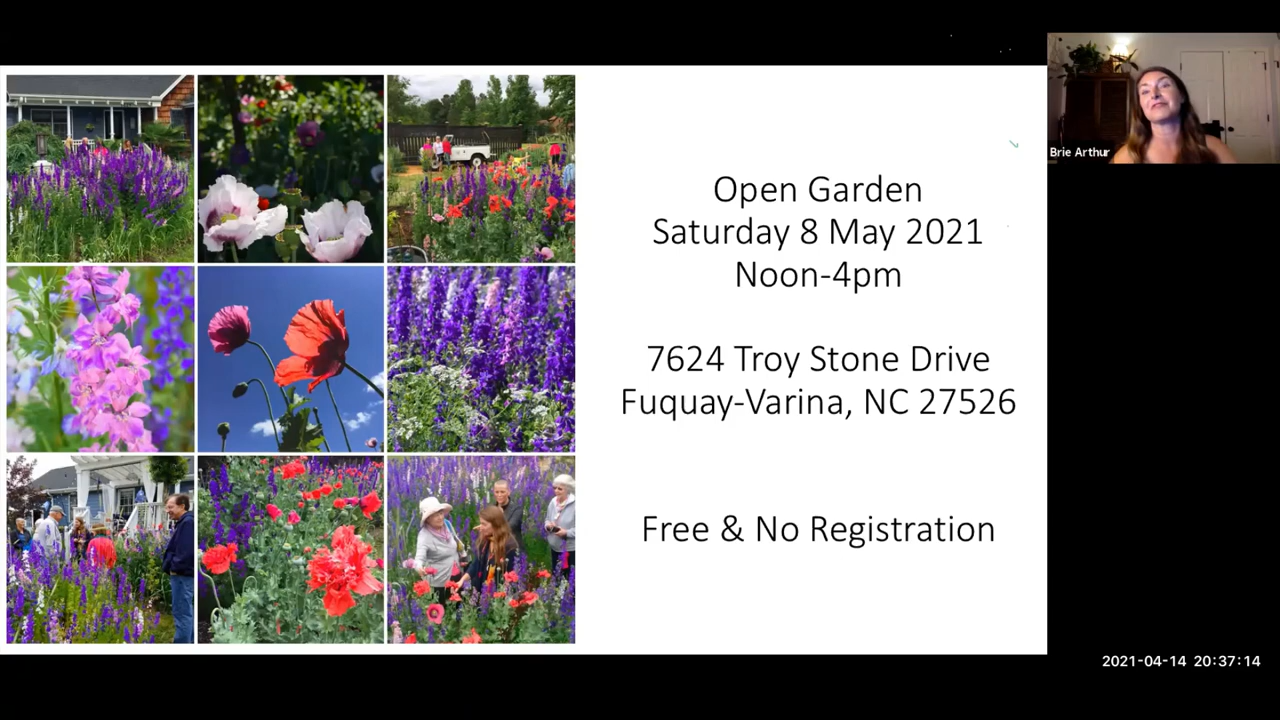 Open Garden
Saturday 8 May 2021
Noon-4pm
7624 Troy Stone Drive
Fuquay-Varina, NC 27526
Free & No Registration
Brie Arthur
2021-04-14 20:37:14